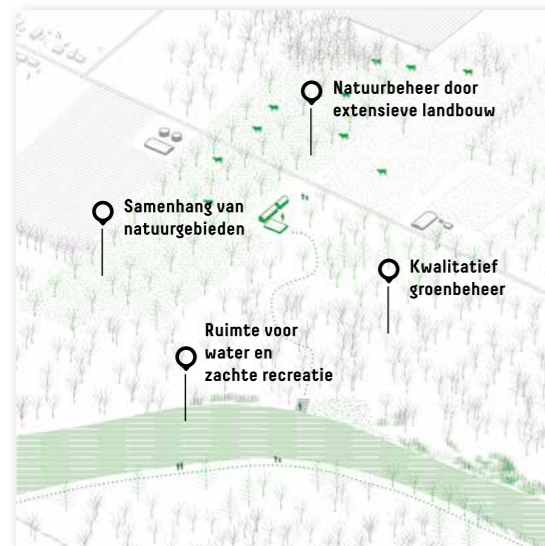 Natuurbeheer door
extensieve landbouw
Samenhang van
natuurgebieden
Kwalitatief
groenbeheer
Ruimte voor
water en
zachte recreatie